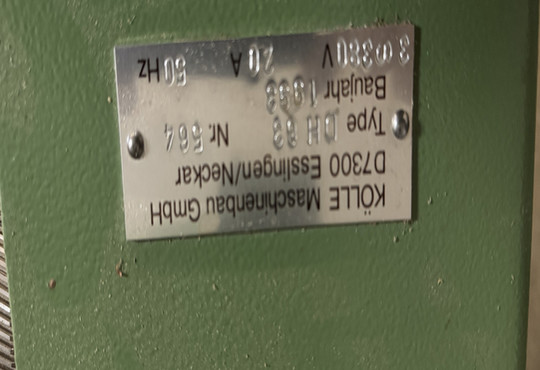 KÖLLE Maschinenbau GmbH
D7300 Esslingen/Neckar
Type DH 63 Nr. 564
Baujahr
3 Φ 380 V 20 A 50 Hz